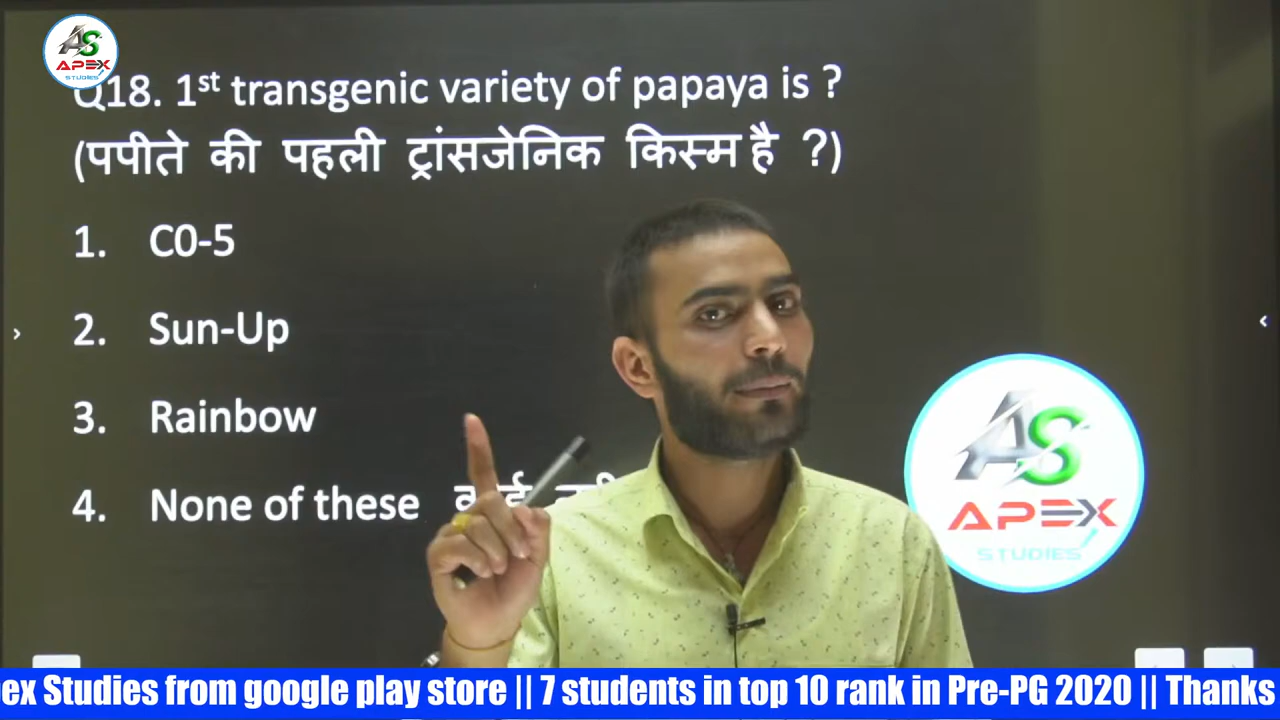 AS
APEX
STUDIES
Q18. 1st transgenic variety of papaya is ?
(पपीते की पहली ट्रांसजेनिक किस्म है ?)
1. C0-5
2. Sun-Up
3. Rainbow
4. None of these
AS
APEX
STUDIES
ex Studies from google play store || 7 students in top 10 rank in Pre-PG 2020 || Thanks